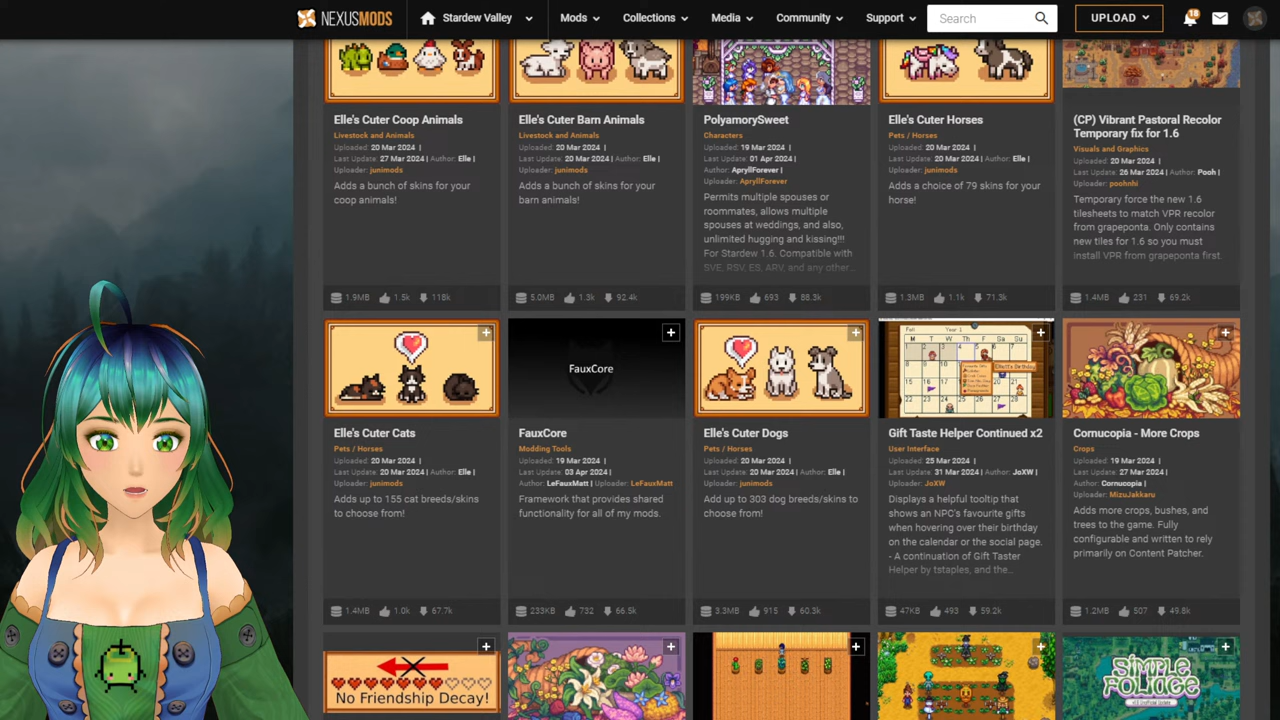 NEXUSMODS Stardew Valley Mods Collections Media Community Support Search UPLOAD 18
Elle's Cuter Coop Animals
Livestock and Animals
Uploaded: 20 Mar 2024 |
Last Update: 27 Mar 2024 | Author: Elle |
Uploader: junimods
Adds a bunch of skins for your
coop animals!
1.9MB 1.5k 118k
Elle's Cuter Barn Animals
Livestock and Animals
Uploaded: 20 Mar 2024 |
Last Update: 20 Mar 2024 | Author: Elle |
Uploader: junimods
Adds a bunch of skins for your
barn animals!
5.0MB 1.3k 92.4k
PolyamorySweet
Characters
Uploaded: 19 Mar 2024 |
Last Update: 01 Apr 2024 |
Author: ApryllForever |
Uploader: ApryllForever
Permits multiple spouses or
roommates, allows multiple
spouses at weddings, and also,
unlimited hugging and kissing!!!
For Stardew 1.6. Compatible with
SVE, RSV, ES, ARV, and any other...
199KB 693 88.3k
Elle's Cuter Horses
Pets / Horses
Uploaded: 20 Mar 2024 |
Last Update: 20 Mar 2024 | Author: Elle |
Uploader: junimods
Adds a choice of 79 skins for your
horse!
1.3MB 1.1k 71.3k
(CP) Vibrant Pastoral Recolor
Temporary fix for 1.6
Visuals and Graphics
Uploaded: 20 Mar 2024 |
Last Update: 26 Mar 2024 | Author: Pooh |
Uploader: poohnhi
Temporary force the new 1.6
tilesheets to match VPR recolor
from grapeponta. Only contains
new tiles for 1.6 so you must
install VPR from grapeponta first.
1.4MB 231 69.2k
Elle's Cuter Cats
Pets / Horses
Uploaded: 20 Mar 2024 |
Last Update: 20 Mar 2024 | Author: Elle |
Uploader: junimods
Adds up to 155 cat breeds/skins
to choose from!
1.4MB 1.0k 67.7k
FauxCore
FauxCore
Modding Tools
Uploaded: 19 Mar 2024 |
Last Update: 03 Apr 2024 |
Author: LeFauxMatt | Uploader: LeFauxMatt
Framework that provides shared
functionality for all of my mods.
233KB 732 66.5k
Elle's Cuter Dogs
Pets / Horses
Uploaded: 20 Mar 2024 |
Last Update: 20 Mar 2024 | Author: Elle |
Uploader: junimods
Add up to 303 dog breeds/skins to
choose from!
3.3MB 915 60.3k
Gift Taste Helper Continued x2
User Interface
Uploaded: 25 Mar 2024 |
Last Update: 31 Mar 2024 | Author: JoXW |
Uploader: JoXW
Displays a helpful tooltip that
shows an NPC's favourite gifts
when hovering over their birthday
on the calendar or the social page.
- A continuation of Gift Taster
Helper by tstaples, and the...
47KB 493 59.2k
Cornucopia - More Crops
Crops
Uploaded: 19 Mar 2024 |
Last Update: 27 Mar 2024 |
Author: Cornucopia |
Uploader: MizuJakkaru
Adds more crops, bushes, and
trees to the game. Fully
configurable and written to rely
primarily on Content Patcher.
1.2MB 507 49.8k
No Friendship Decay!
SIMPLE
FOLIAGE